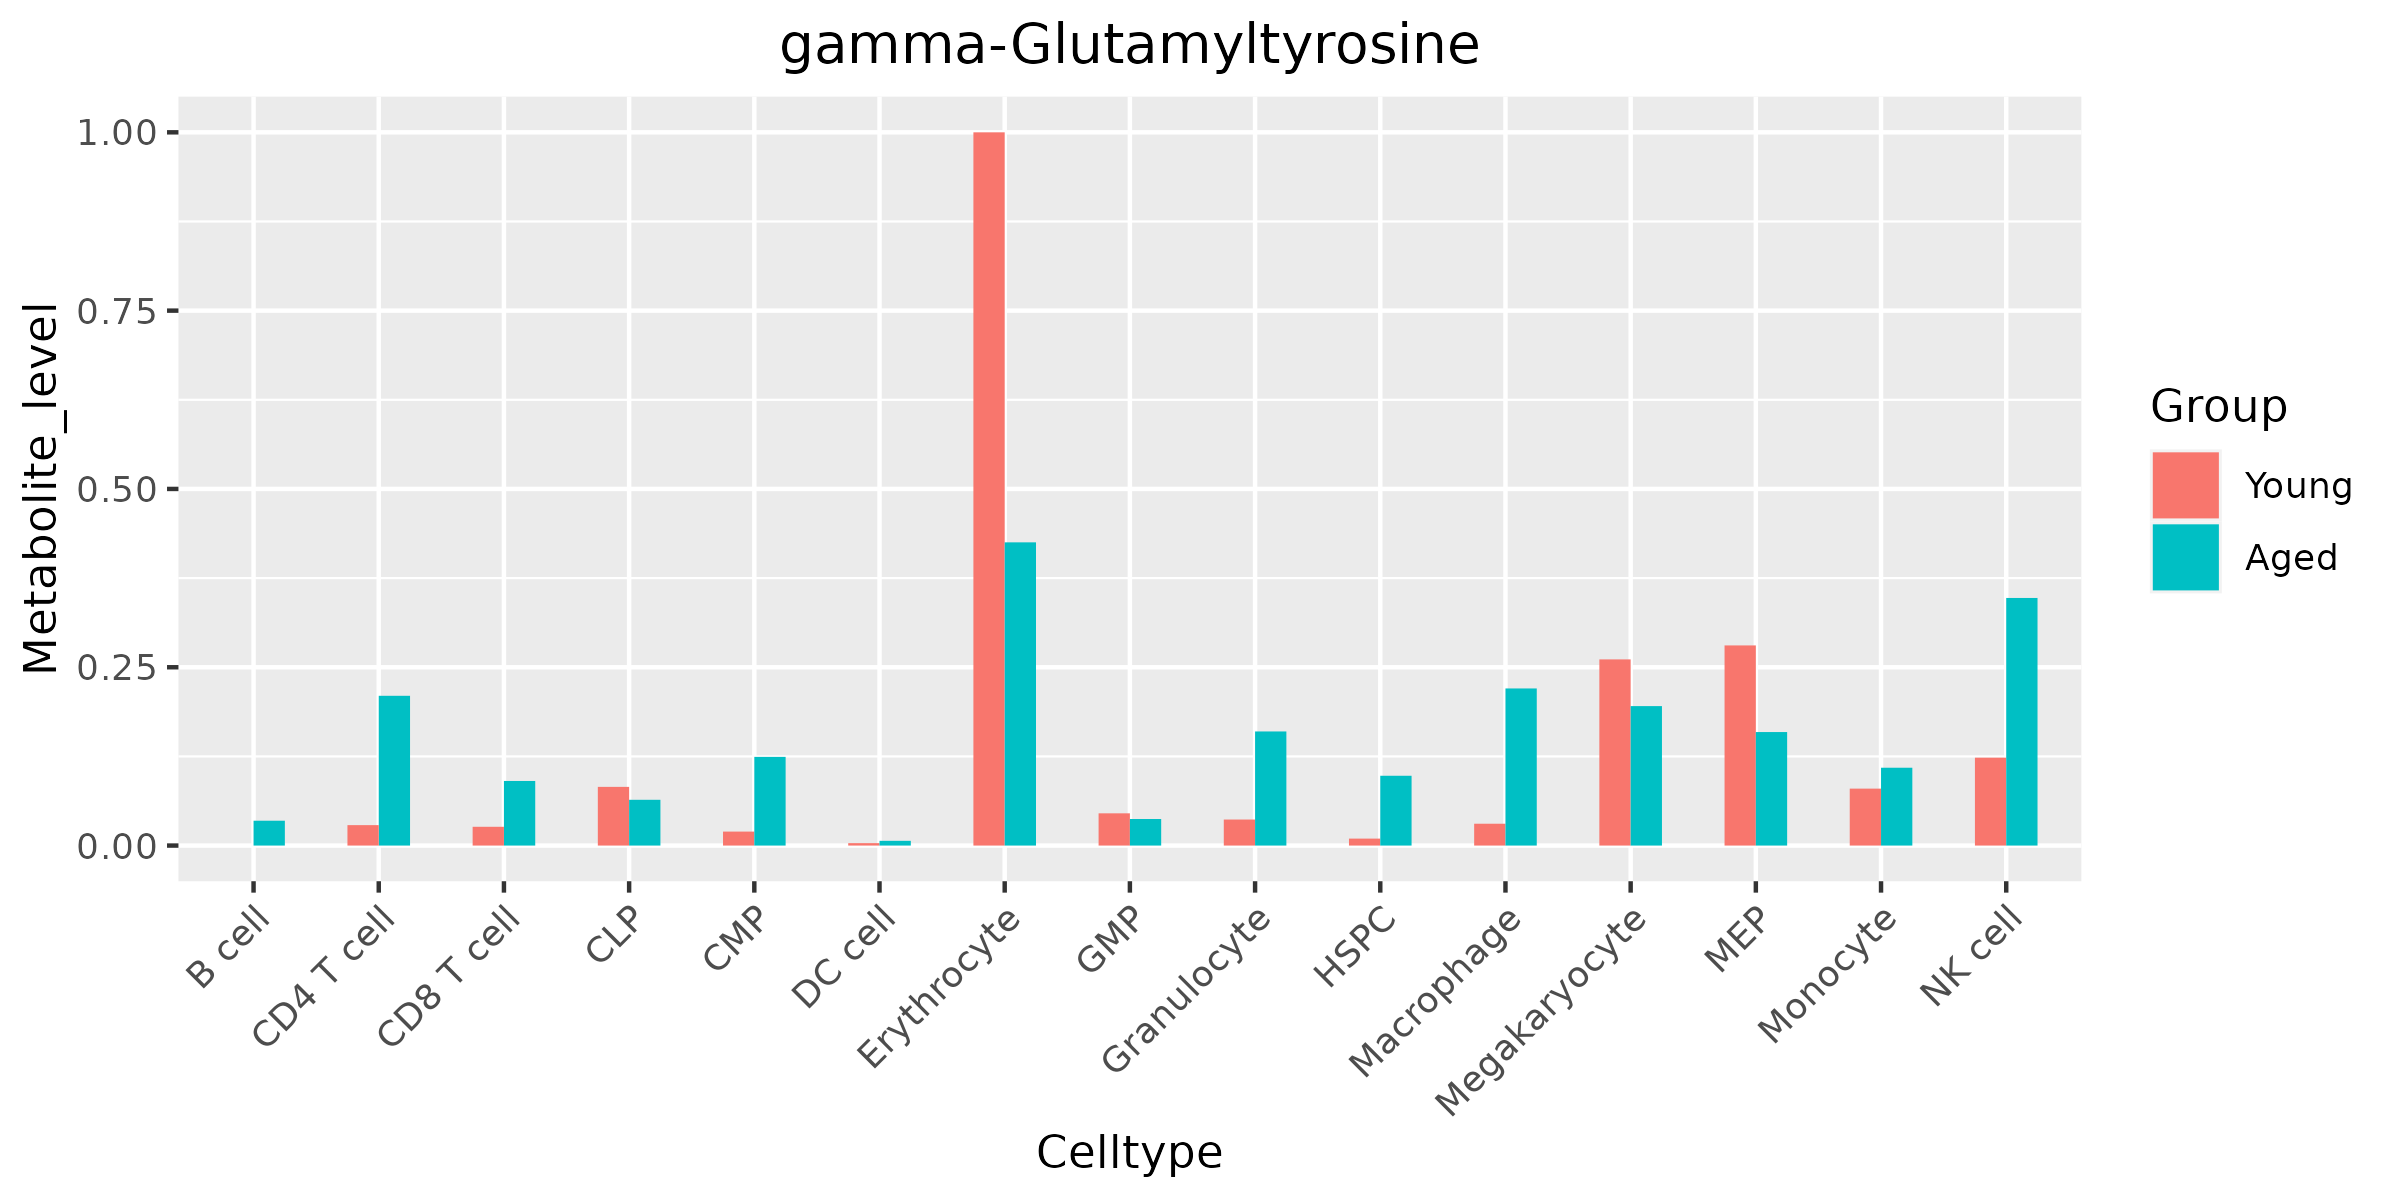 gamma-Glutamyltyrosine
Metabolite_level
1.00
0.75
0.50
0.25
0.00
B cell
CD4 T cell
CD8 T cell
CLP
CMP
DC cell
Erythrocyte
GMP
Granulocyte
HSPC
Macrophage
Megakaryocyte
MEP
Monocyte
NK cell
Celltype
Group
Young
Aged